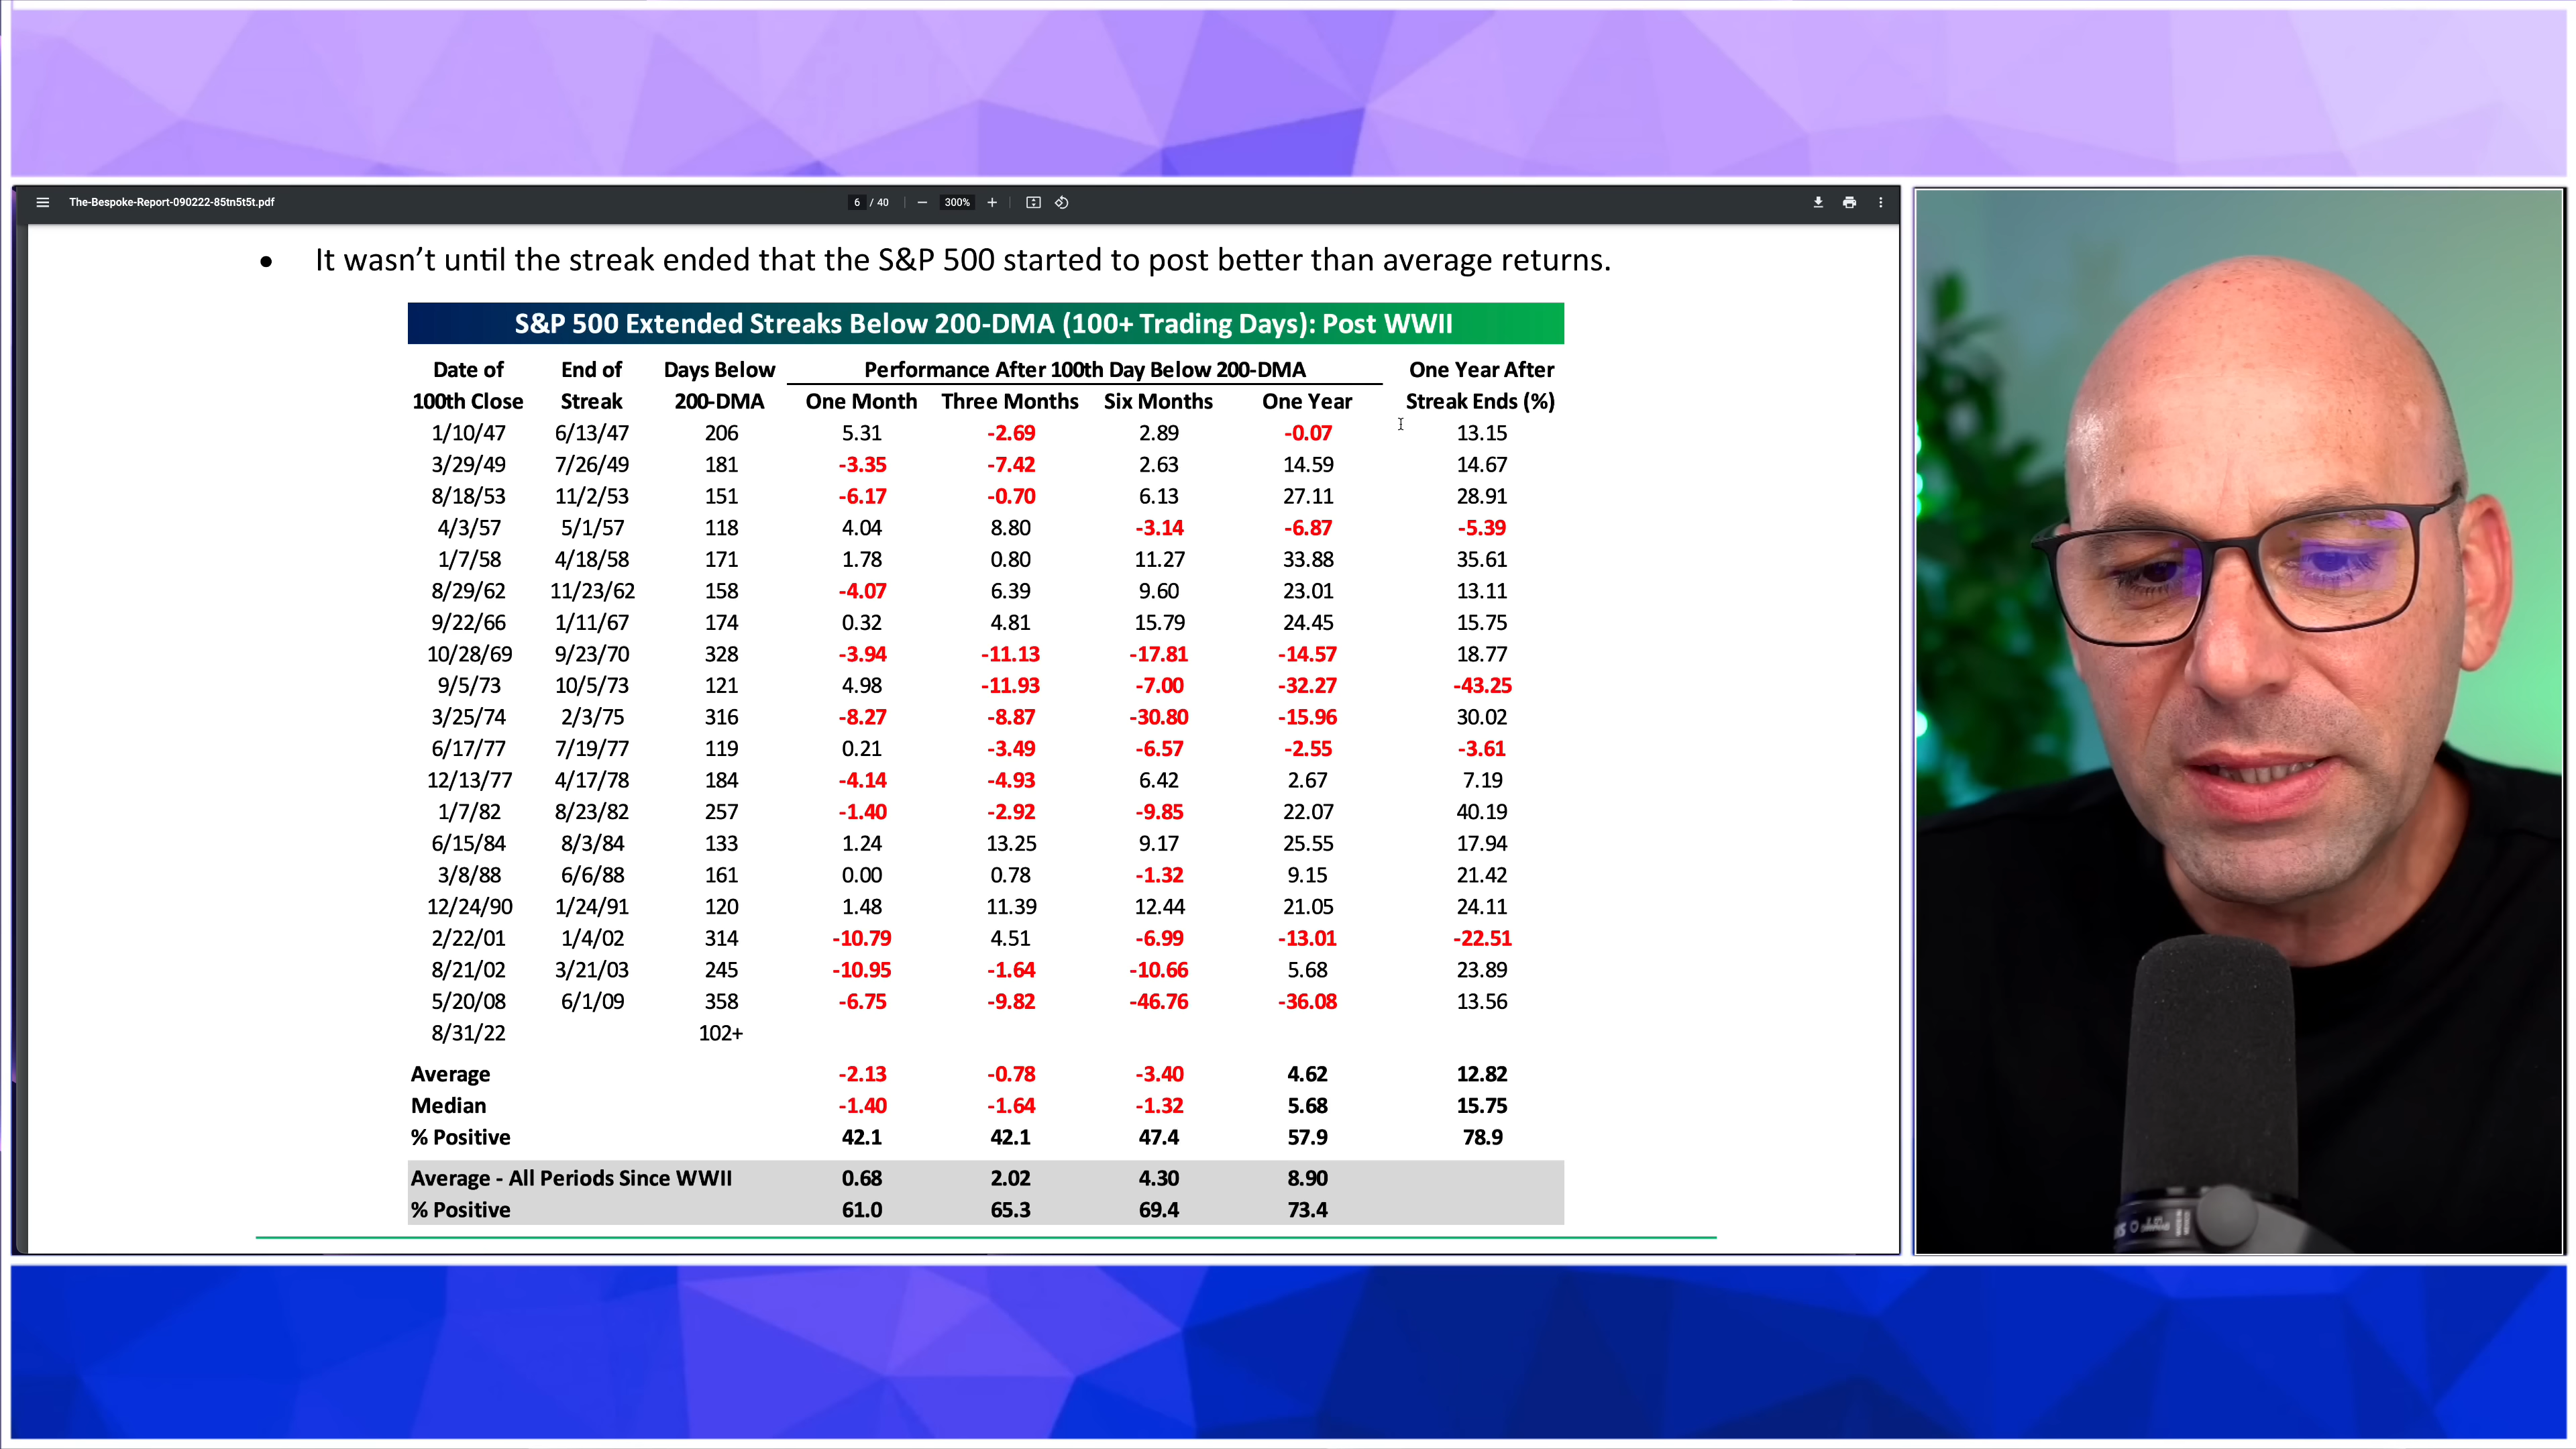 The-Bespoke-Report-090222-85tn5t5t.pdf
6 / 40
300%
• It wasn’t until the streak ended that the S&P 500 started to post better than average returns.
S&P 500 Extended Streaks Below 200-DMA (100+ Trading Days): Post WWII
Date of End of Days Below Performance After 100th Day Below 200-DMA One Year After
100th Close Streak 200-DMA One Month Three Months Six Months One Year Streak Ends (%)
1/10/47 6/13/47 206 5.31 -2.69 2.89 -0.07 13.15
3/29/49 7/26/49 181 -3.35 -7.42 2.63 14.59 14.67
8/18/53 11/2/53 151 -6.17 -0.70 6.13 27.11 28.91
4/3/57 5/1/57 118 4.04 8.80 -3.14 -6.87 -5.39
1/7/58 4/18/58 171 1.78 0.80 11.27 33.88 35.61
8/29/62 11/23/62 158 -4.07 6.39 9.60 23.01 13.11
9/22/66 1/11/67 174 0.32 4.81 15.79 24.45 15.75
10/28/69 9/23/70 328 -3.94 -11.13 -17.81 -14.57 18.77
9/5/73 10/5/73 121 4.98 -11.93 -7.00 -32.27 -43.25
3/25/74 2/3/75 316 -8.27 -8.87 -30.80 -15.96 30.02
6/17/77 7/19/77 119 0.21 -3.49 -6.57 -2.55 -3.61
12/13/77 4/17/78 184 -4.14 -4.93 6.42 2.67 7.19
1/7/82 8/23/82 257 -1.40 -2.92 -9.85 22.07 40.19
6/15/84 8/3/84 133 1.24 13.25 9.17 25.55 17.94
3/8/88 6/6/88 161 0.00 0.78 -1.32 9.15 21.42
12/24/90 1/24/91 120 1.48 11.39 12.44 21.05 24.11
2/22/01 1/4/02 314 -10.79 4.51 -6.99 -13.01 -22.51
8/21/02 3/21/03 245 -10.95 -1.64 -10.66 5.68 23.89
5/20/08 6/1/09 358 -6.75 -9.82 -46.76 -36.08 13.56
8/31/22 102+
Average -2.13 -0.78 -3.40 4.62 12.82
Median -1.40 -1.64 -1.32 5.68 15.75
% Positive 42.1 42.1 47.4 57.9 78.9
Average - All Periods Since WWII 0.68 2.02 4.30 8.90
% Positive 61.0 65.3 69.4 73.4